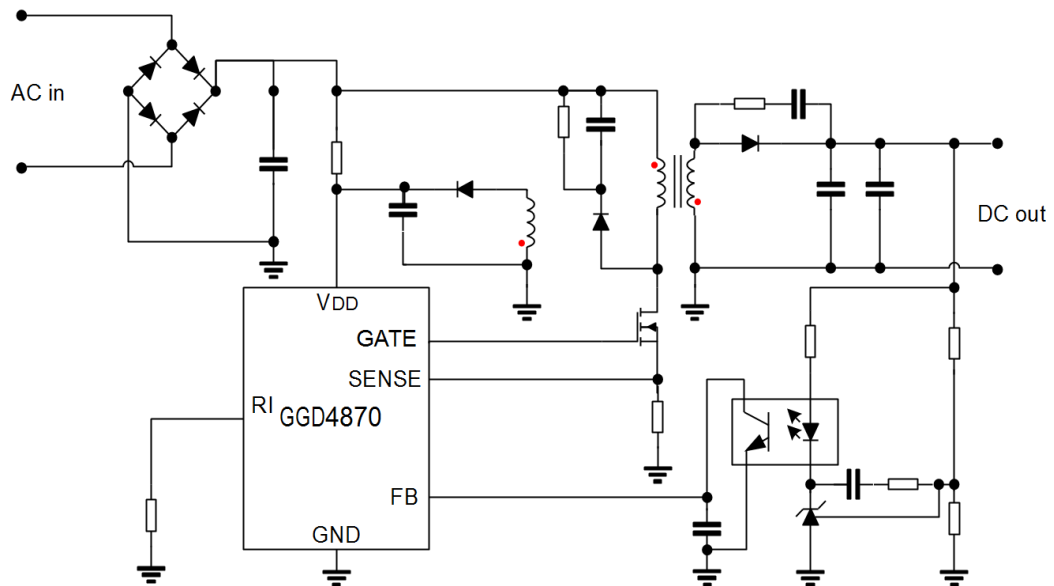 AC in
DC out
VDD
GATE
SENSE
RI
GGD4870
FB
GND